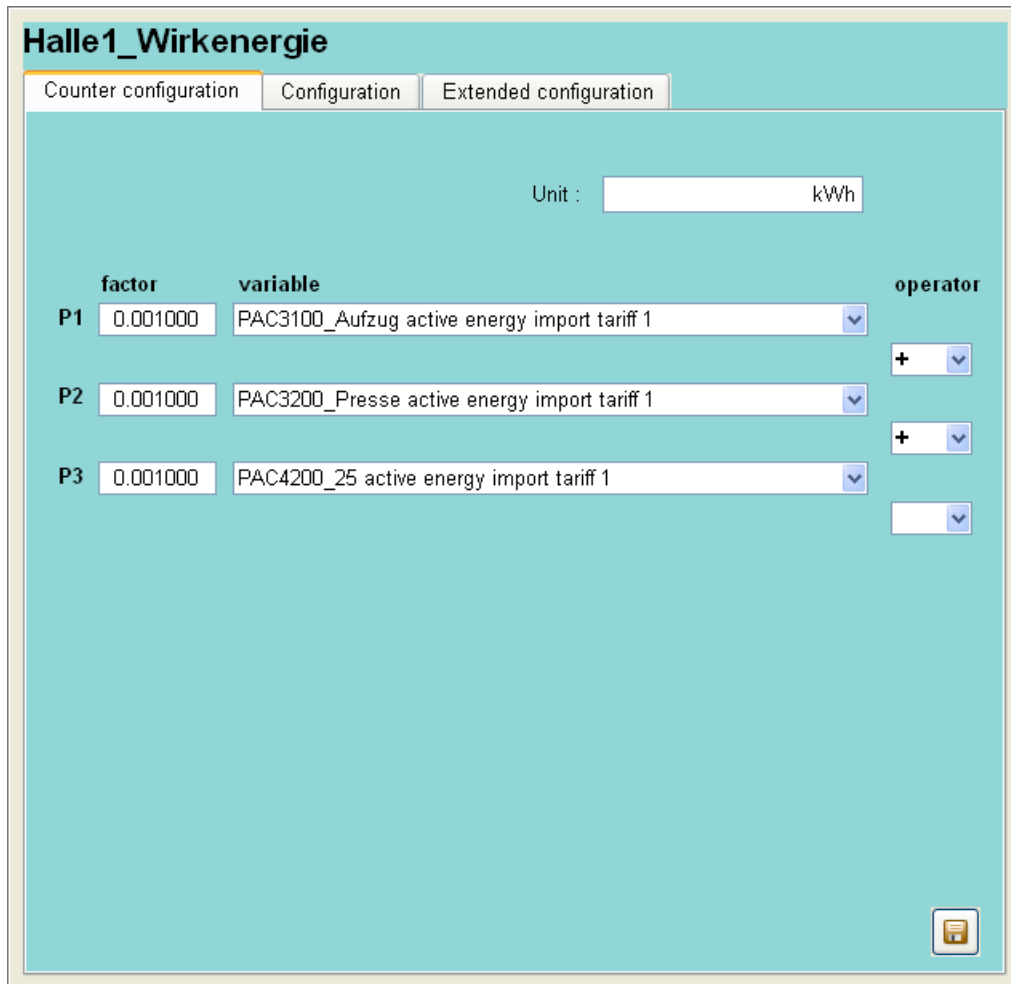 Halle1_Wirkenergie
Counter configuration Configuration Extended configuration
Unit : kWh
factor variable operator
P1 0.001000 PAC3100_Aufzug active energy import tariff 1
+
P2 0.001000 PAC3200_Presse active energy import tariff 1
+
P3 0.001000 PAC4200_25 active energy import tariff 1